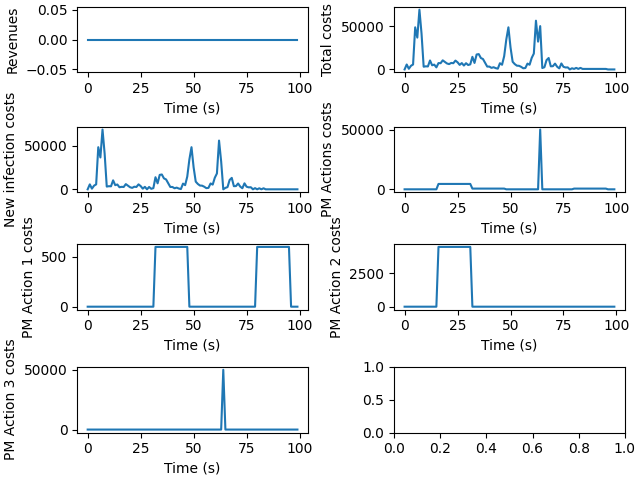 Revenues
0.05
0.00
−0.05
0 25 50 75 100
Time (s)
Total costs
50000
0
0 25 50 75 100
Time (s)
New infection costs
50000
0
0 25 50 75 100
Time (s)
PM Actions costs
50000
0
0 25 50 75 100
Time (s)
PM Action 1 costs
500
0
0 25 50 75 100
Time (s)
PM Action 2 costs
2500
0
0 25 50 75 100
Time (s)
PM Action 3 costs
50000
0
0 25 50 75 100
Time (s)
1.0
0.5
0.0
0.0 0.2 0.4 0.6 0.8 1.0